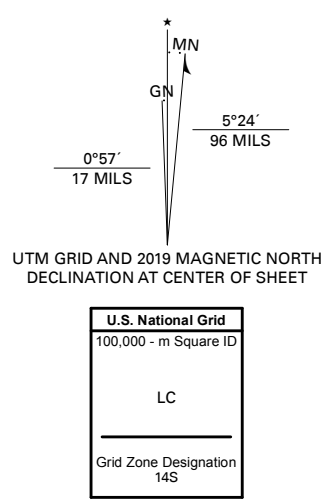 ★
MN
GN
5°24´
96 MILS
0°57´
17 MILS
UTM GRID AND 2019 MAGNETIC NORTH
DECLINATION AT CENTER OF SHEET
U.S. National Grid
100,000 - m Square ID
LC
Grid Zone Designation
14S